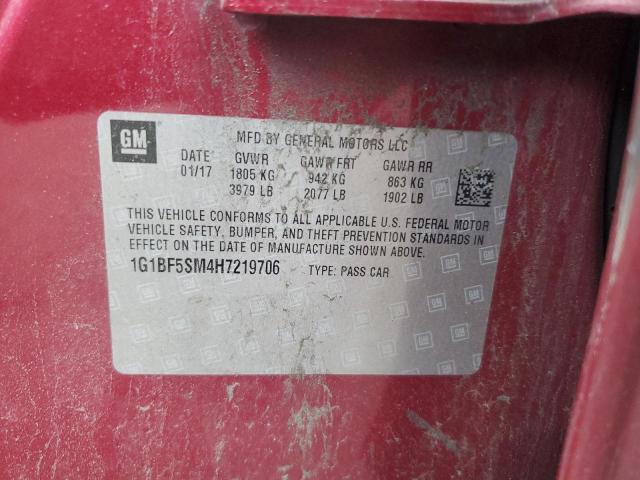 GM
MFD BY GENERAL MOTORS LLC
DATE GVWR GAWR FRT GAWR RR
01/17 1805 KG 942 KG 863 KG
3979 LB 2077 LB 1902 LB
THIS VEHICLE CONFORMS TO ALL APPLICABLE U.S. FEDERAL MOTOR
VEHICLE SAFETY, BUMPER, AND THEFT PREVENTION STANDARDS IN
EFFECT ON THE DATE OF MANUFACTURE SHOWN ABOVE.
1G1BF5SM4H7219706 TYPE: PASS CAR